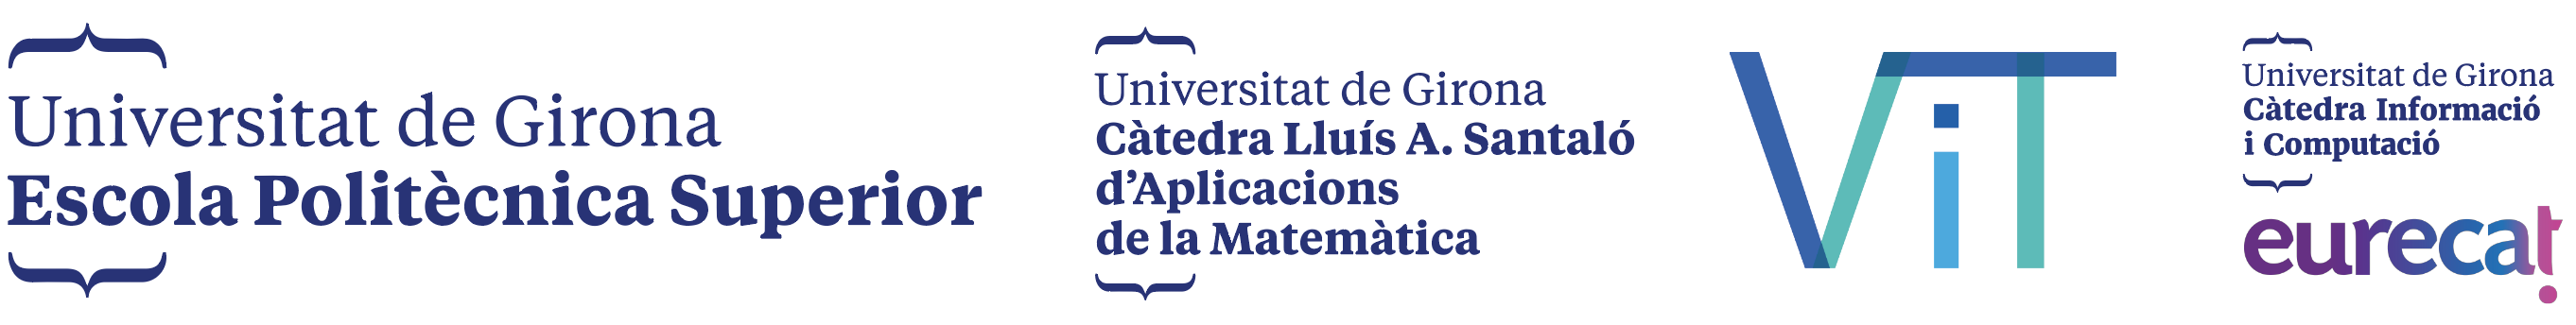 Universitat de Girona
Escola Politècnica Superior
Universitat de Girona
Càtedra Lluís A. Santaló
d'Aplicacions
de la Matemàtica
ViT
Universitat de Girona
Càtedra Informació
i Computació
eurecat